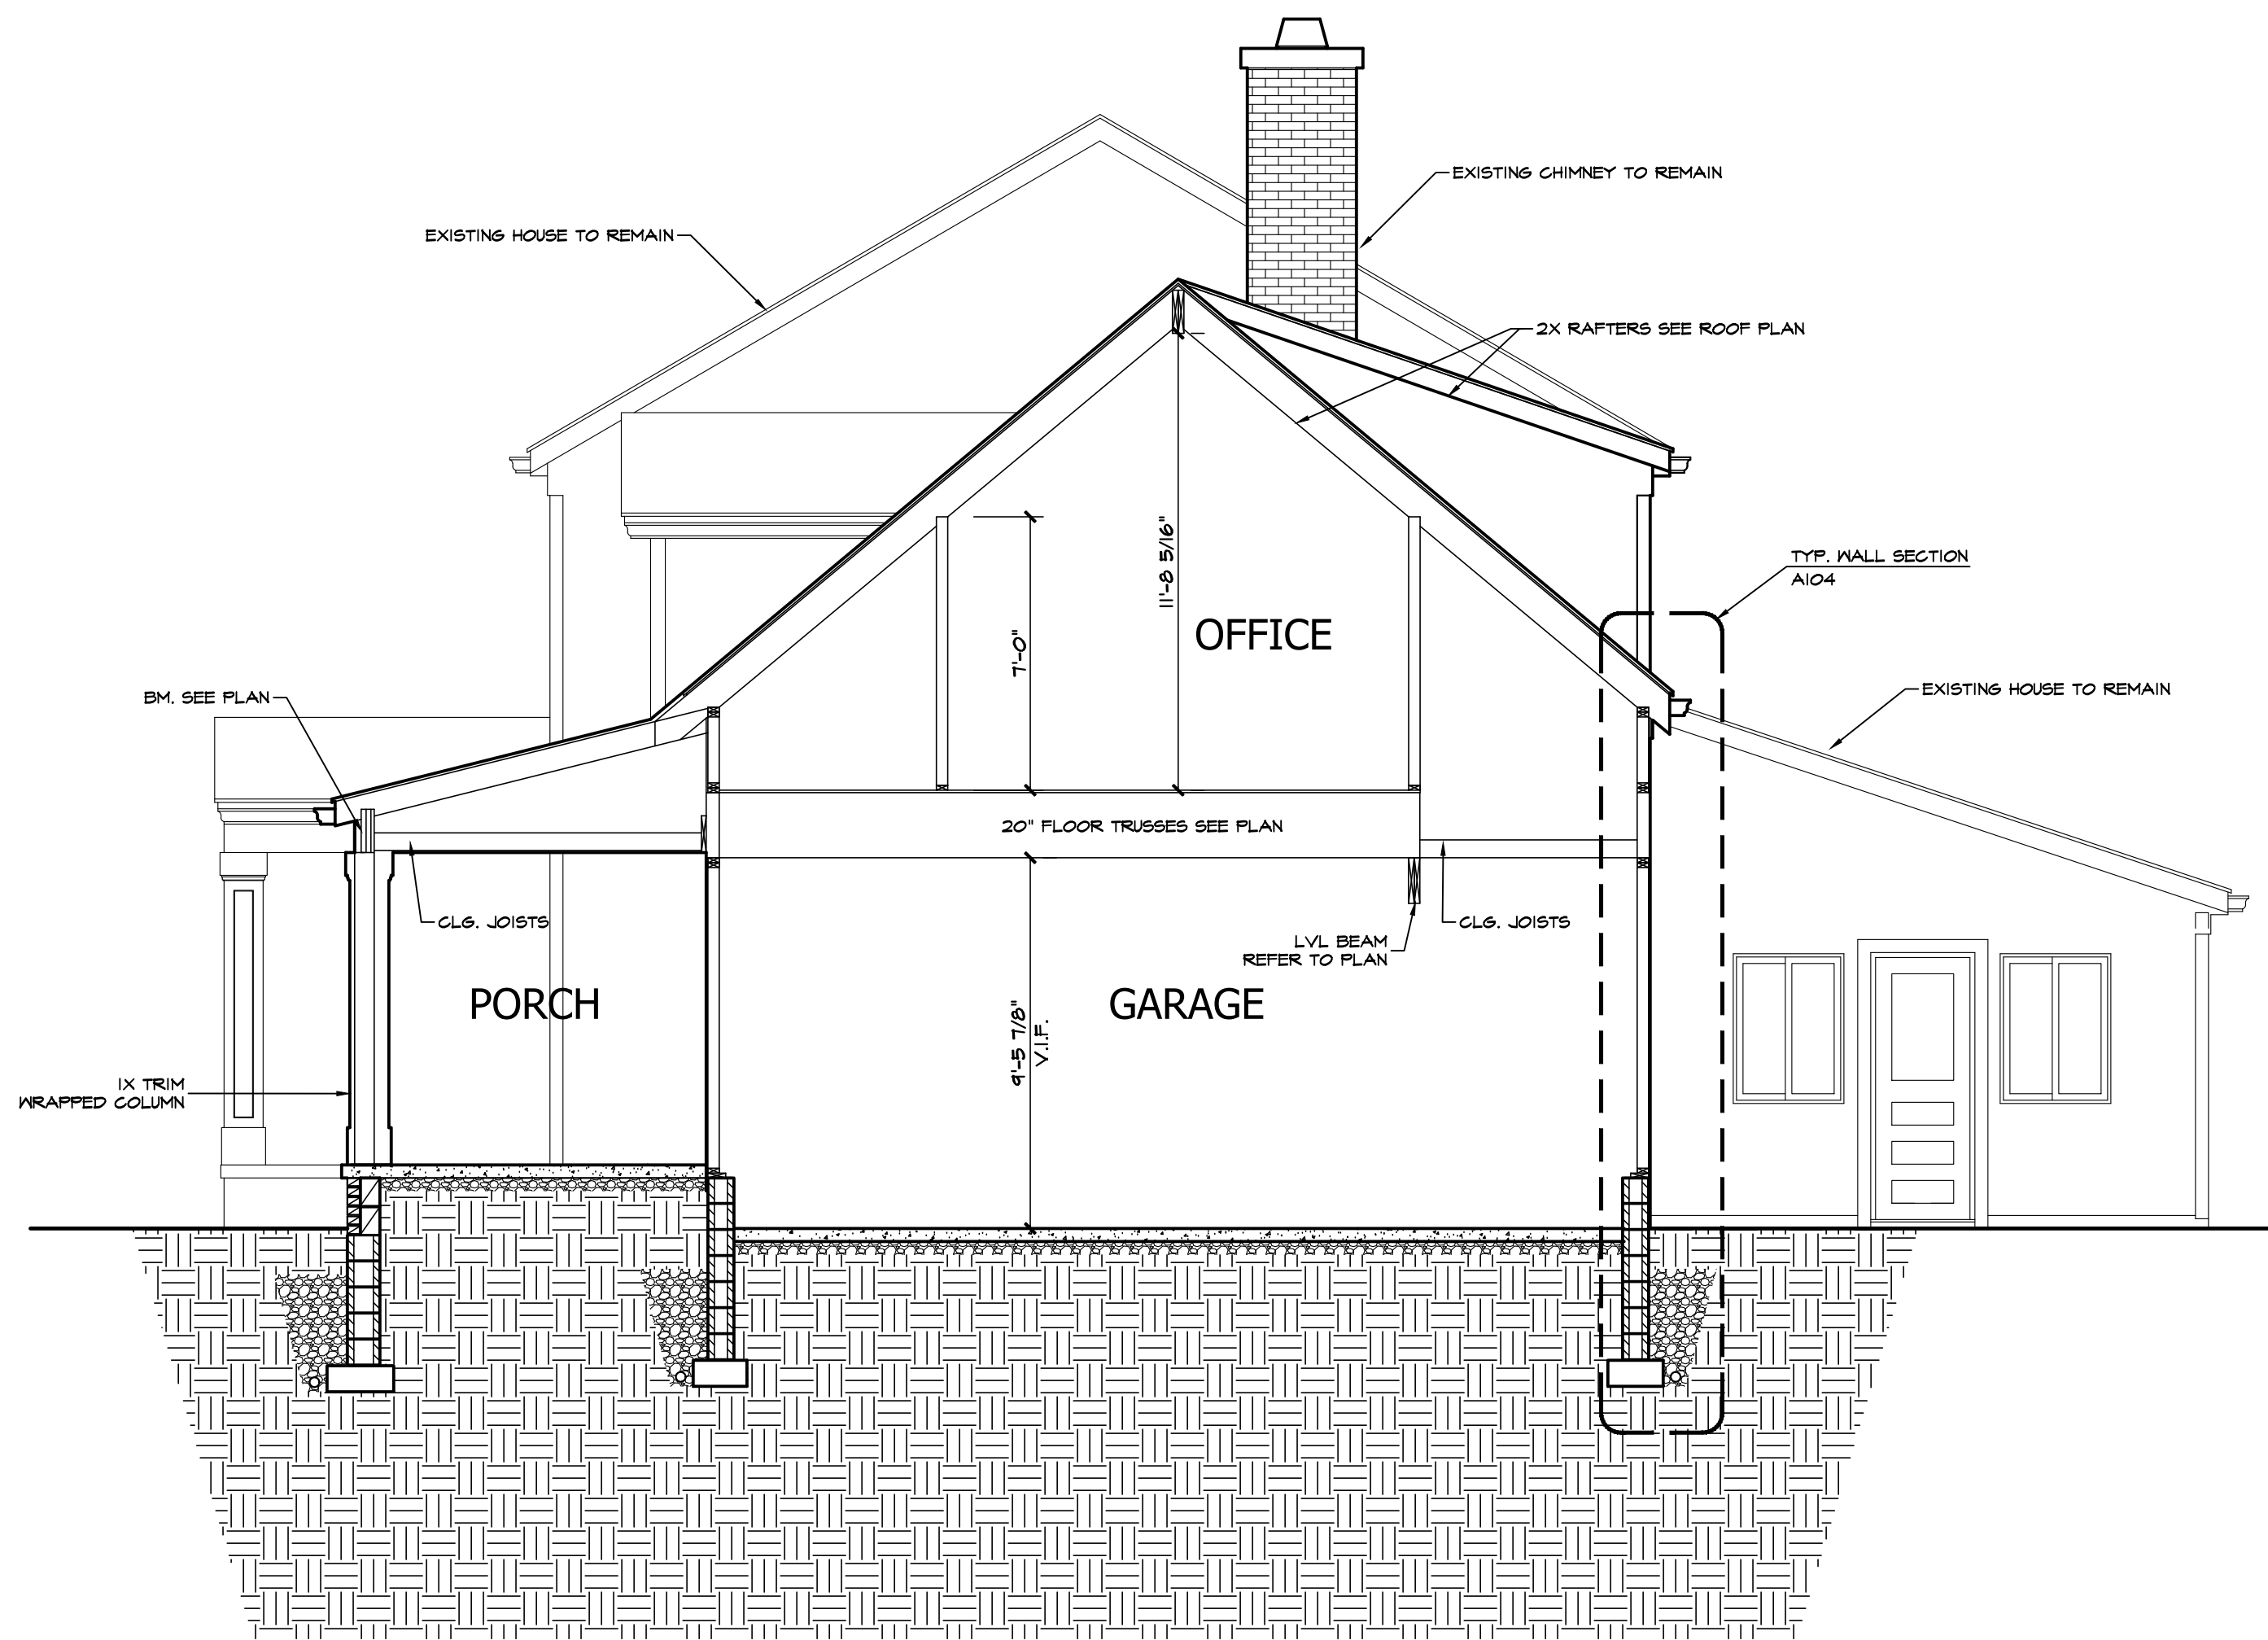 EXISTING CHIMNEY TO REMAIN
EXISTING HOUSE TO REMAIN
2X RAFTERS SEE ROOF PLAN
11'-8 5/16"
TYP. WALL SECTION
A104
7'-0"
OFFICE
BM. SEE PLAN
EXISTING HOUSE TO REMAIN
20" FLOOR TRUSSES SEE PLAN
CLG. JOISTS
CLG. JOISTS
LVL BEAM
REFER TO PLAN
PORCH
GARAGE
9'-5 7/8"
V.I.F.
1X TRIM
WRAPPED COLUMN